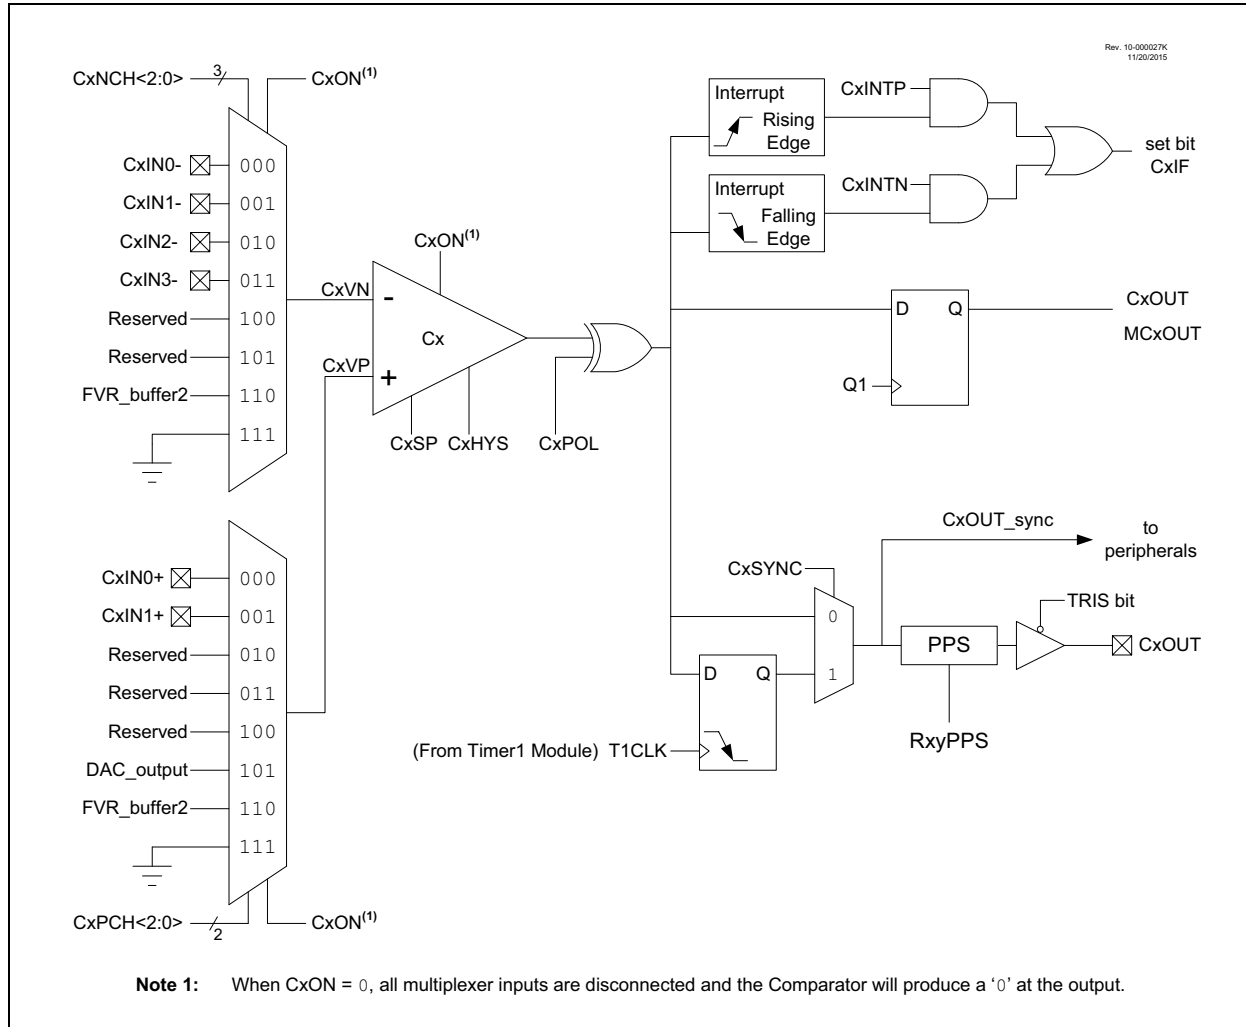 Rev. 10-000027K
11/20/2015
CxNCH<2:0>
3
CxON(1)
CxIN0-
000
CxIN1-
001
CxIN2-
010
CxIN3-
011
Reserved
100
Reserved
101
FVR_buffer2
110
111
CxVN
-
CxVP
+
Cx
CxON(1)
CxSP
CxHYS
CxPOL
Interrupt
Rising
Edge
CxINTP
Interrupt
Falling
Edge
CxINTN
set bit
CxIF
D
Q
Q1
CxOUT
MCxOUT
CxIN0+
000
CxIN1+
001
Reserved
010
Reserved
011
Reserved
100
DAC_output
101
FVR_buffer2
110
111
CxPCH<2:0>
2
CxON(1)
CxOUT_sync
to
peripherals
CxSYNC
0
1
D
Q
(From Timer1 Module) T1CLK
PPS
RxyPPS
TRIS bit
CxOUT
Note 1: When CxON = 0, all multiplexer inputs are disconnected and the Comparator will produce a ‘0’ at the output.